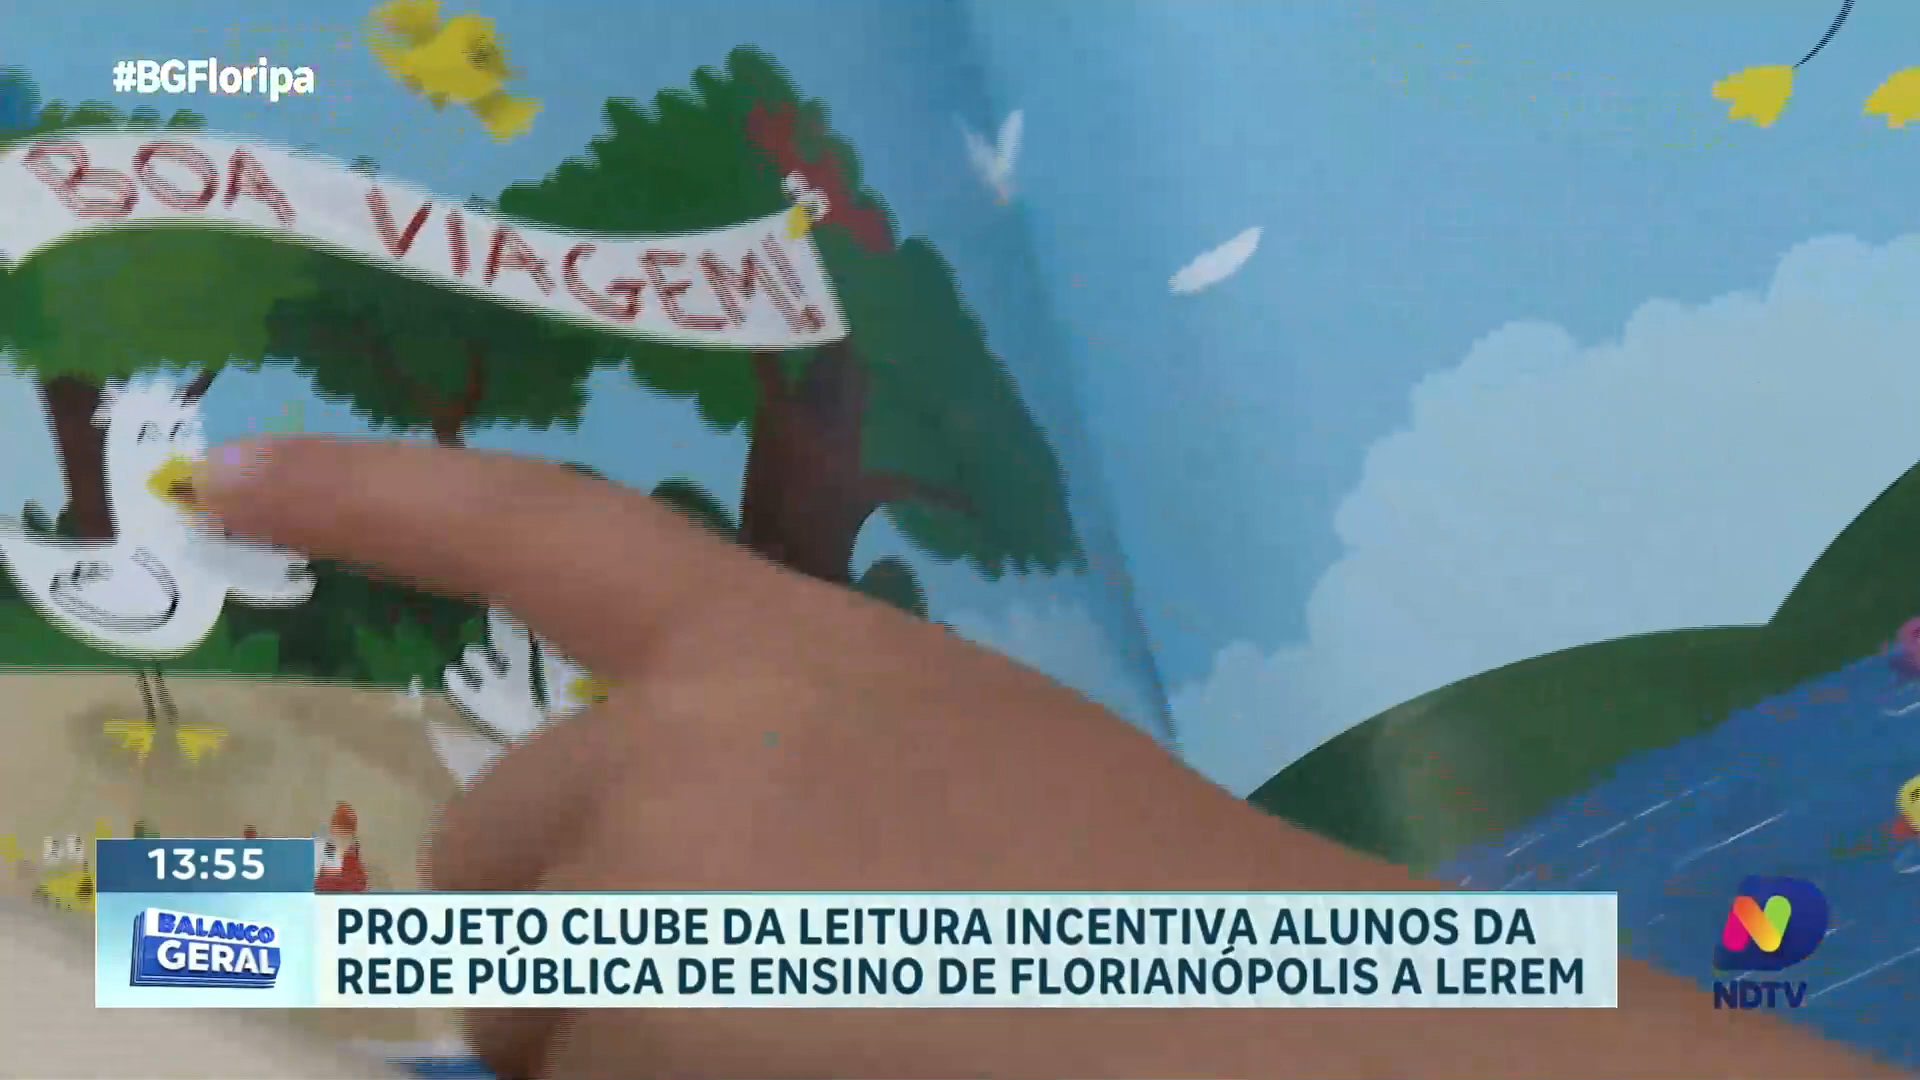 #BGFloripa
BOA VIAGEM!
13:55
BALANÇO
GERAL
PROJETO CLUBE DA LEITURA INCENTIVA ALUNOS DA
REDE PÚBLICA DE ENSINO DE FLORIANÓPOLIS A LEREM
N
NDTV